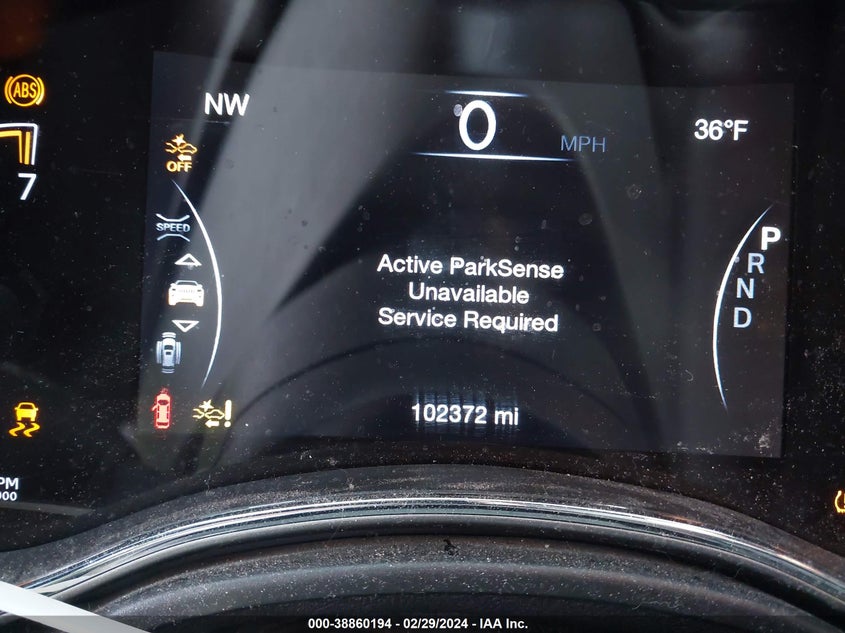 ABS
NW
0
MPH
36°F
OFF
7
SPEED
P
R
N
D
Active ParkSense
Unavailable
Service Required
102372 mi
000-38860194 - 02/29/2024 - IAA Inc.